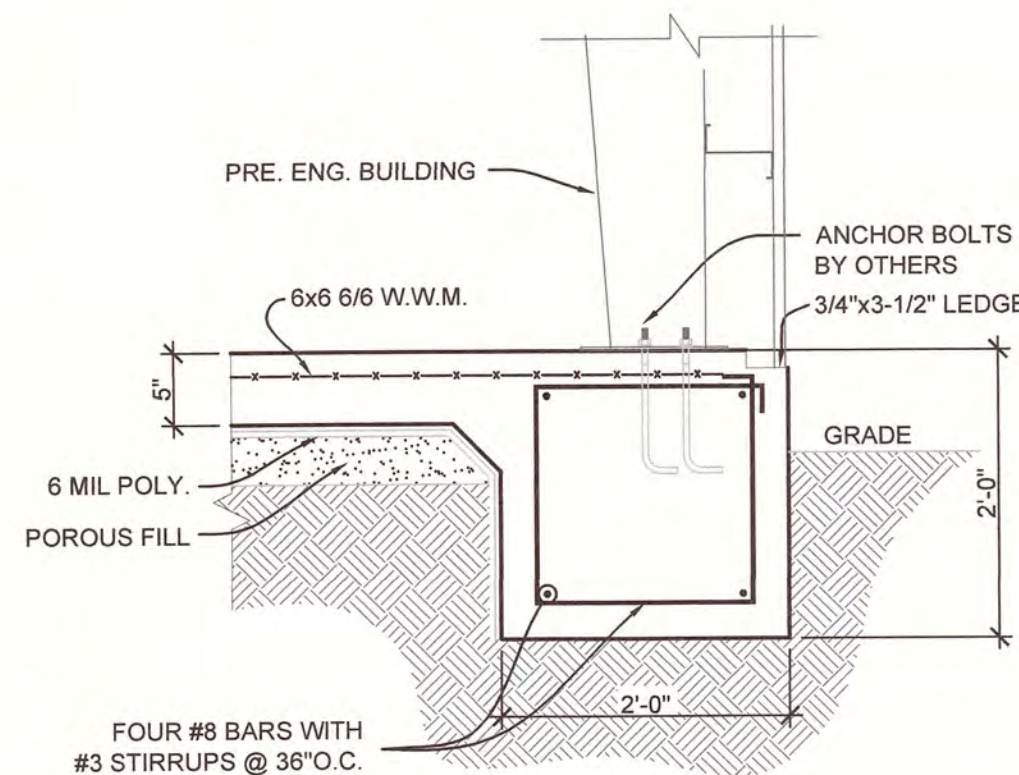 PRE. ENG. BUILDING
ANCHOR BOLTS
BY OTHERS
6x6 6/6 W.W.M.
3/4"x3-1/2" LEDGE
5"
GRADE
6 MIL POLY.
2'-0"
POROUS FILL
2'-0"
FOUR #8 BARS WITH
#3 STIRRUPS @ 36"O.C.